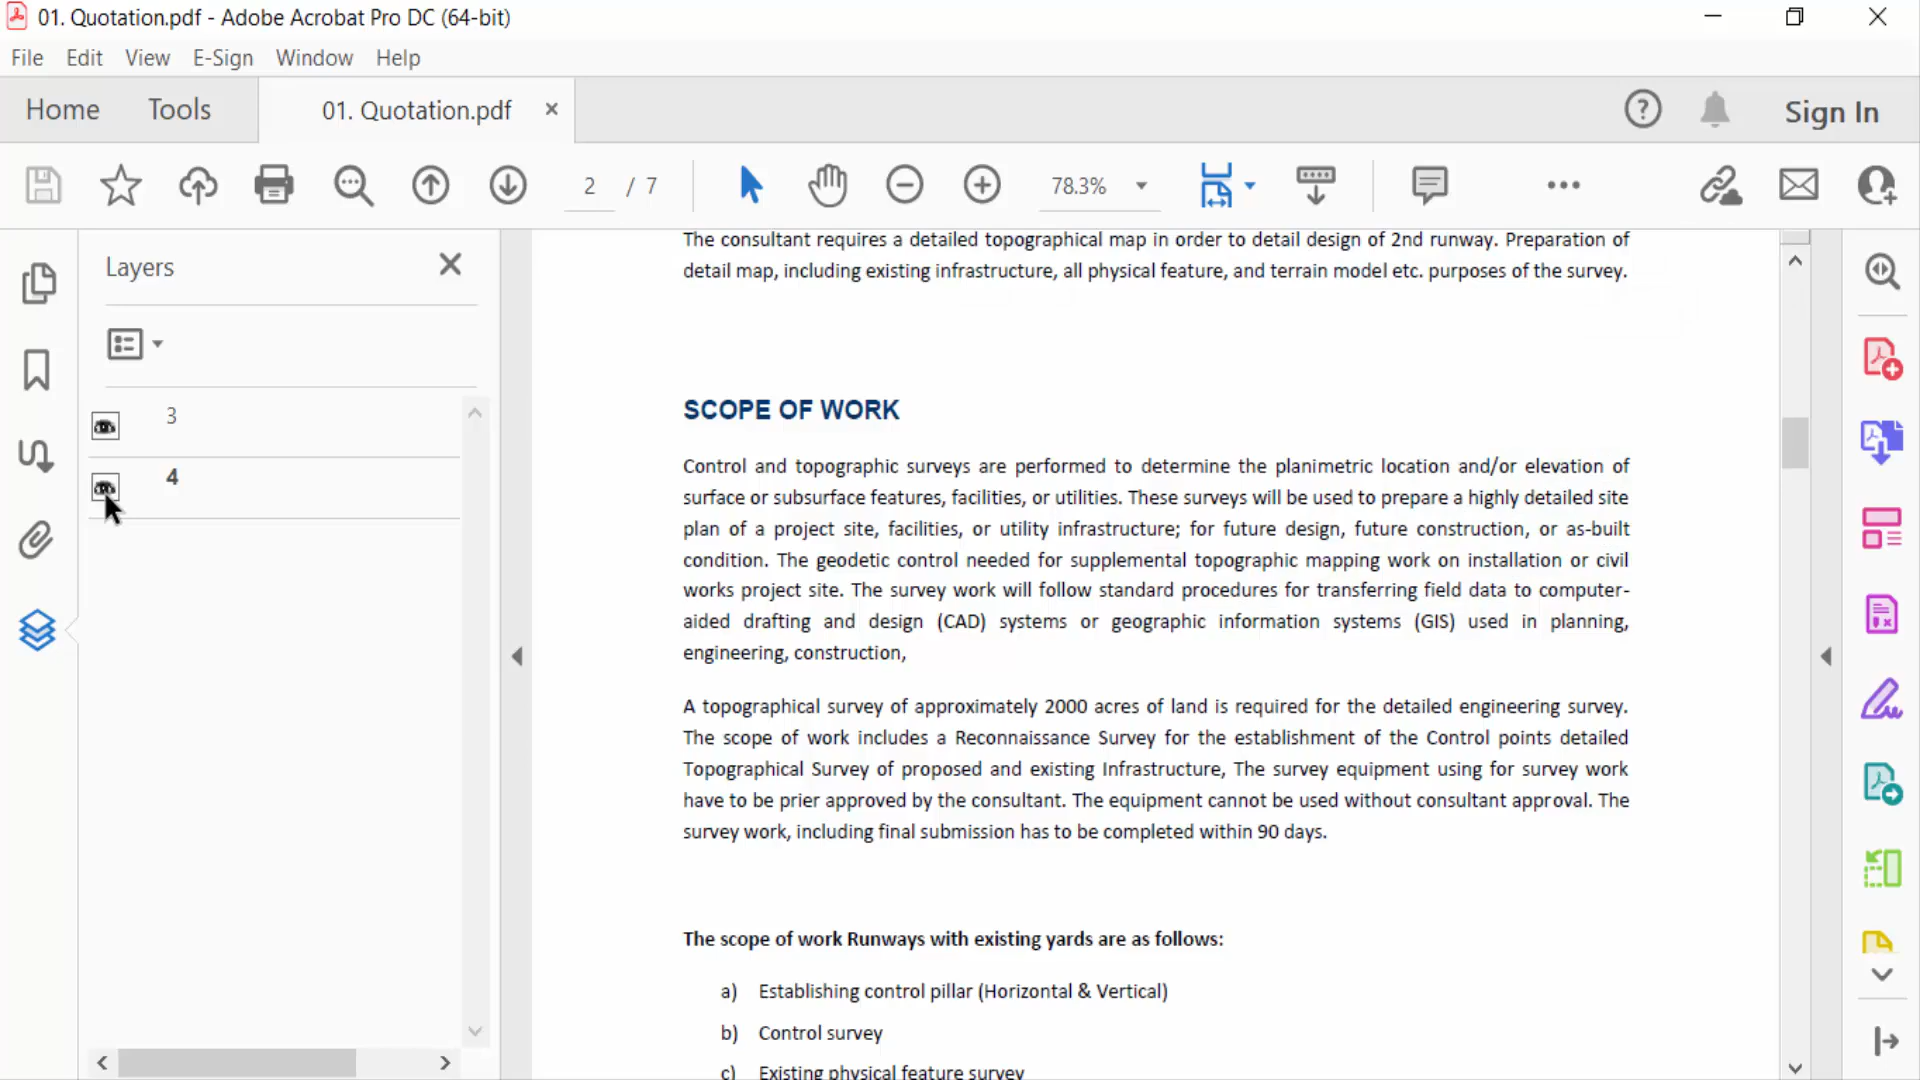 01. Quotation.pdf - Adobe Acrobat Pro DC (64-bit)
File Edit View E-Sign Window Help
Home Tools 01. Quotation.pdf × Sign In
2 / 7 78.3%
Layers
3
4
The consultant requires a detailed topographical map in order to detail design of 2nd runway. Preparation of
detail map, including existing infrastructure, all physical feature, and terrain model etc. purposes of the survey.
SCOPE OF WORK
Control and topographic surveys are performed to determine the planimetric location and/or elevation of
surface or subsurface features, facilities, or utilities. These surveys will be used to prepare a highly detailed site
plan of a project site, facilities, or utility infrastructure; for future design, future construction, or as-built
condition. The geodetic control needed for supplemental topographic mapping work on installation or civil
works project site. The survey work will follow standard procedures for transferring field data to computer-
aided drafting and design (CAD) systems or geographic information systems (GIS) used in planning,
engineering, construction,
A topographical survey of approximately 2000 acres of land is required for the detailed engineering survey.
The scope of work includes a Reconnaissance Survey for the establishment of the Control points detailed
Topographical Survey of proposed and existing Infrastructure, The survey equipment using for survey work
have to be prier approved by the consultant. The equipment cannot be used without consultant approval. The
survey work, including final submission has to be completed within 90 days.
The scope of work Runways with existing yards are as follows:
a) Establishing control pillar (Horizontal & Vertical)
b) Control survey
c) Existing physical feature survey